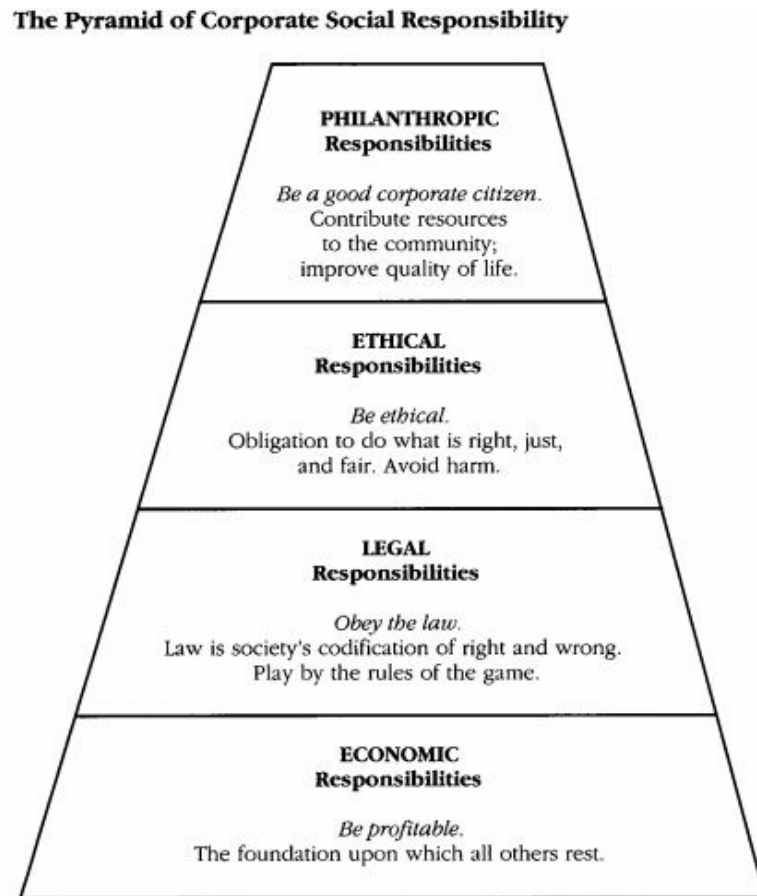 The Pyramid of Corporate Social Responsibility
PHILANTHROPIC
Responsibilities
Be a good corporate citizen.
Contribute resources
to the community;
improve quality of life.
ETHICAL
Responsibilities
Be ethical.
Obligation to do what is right, just,
and fair. Avoid harm.
LEGAL
Responsibilities
Obey the law.
Law is society's codification of right and wrong.
Play by the rules of the game.
ECONOMIC
Responsibilities
Be profitable.
The foundation upon which all others rest.